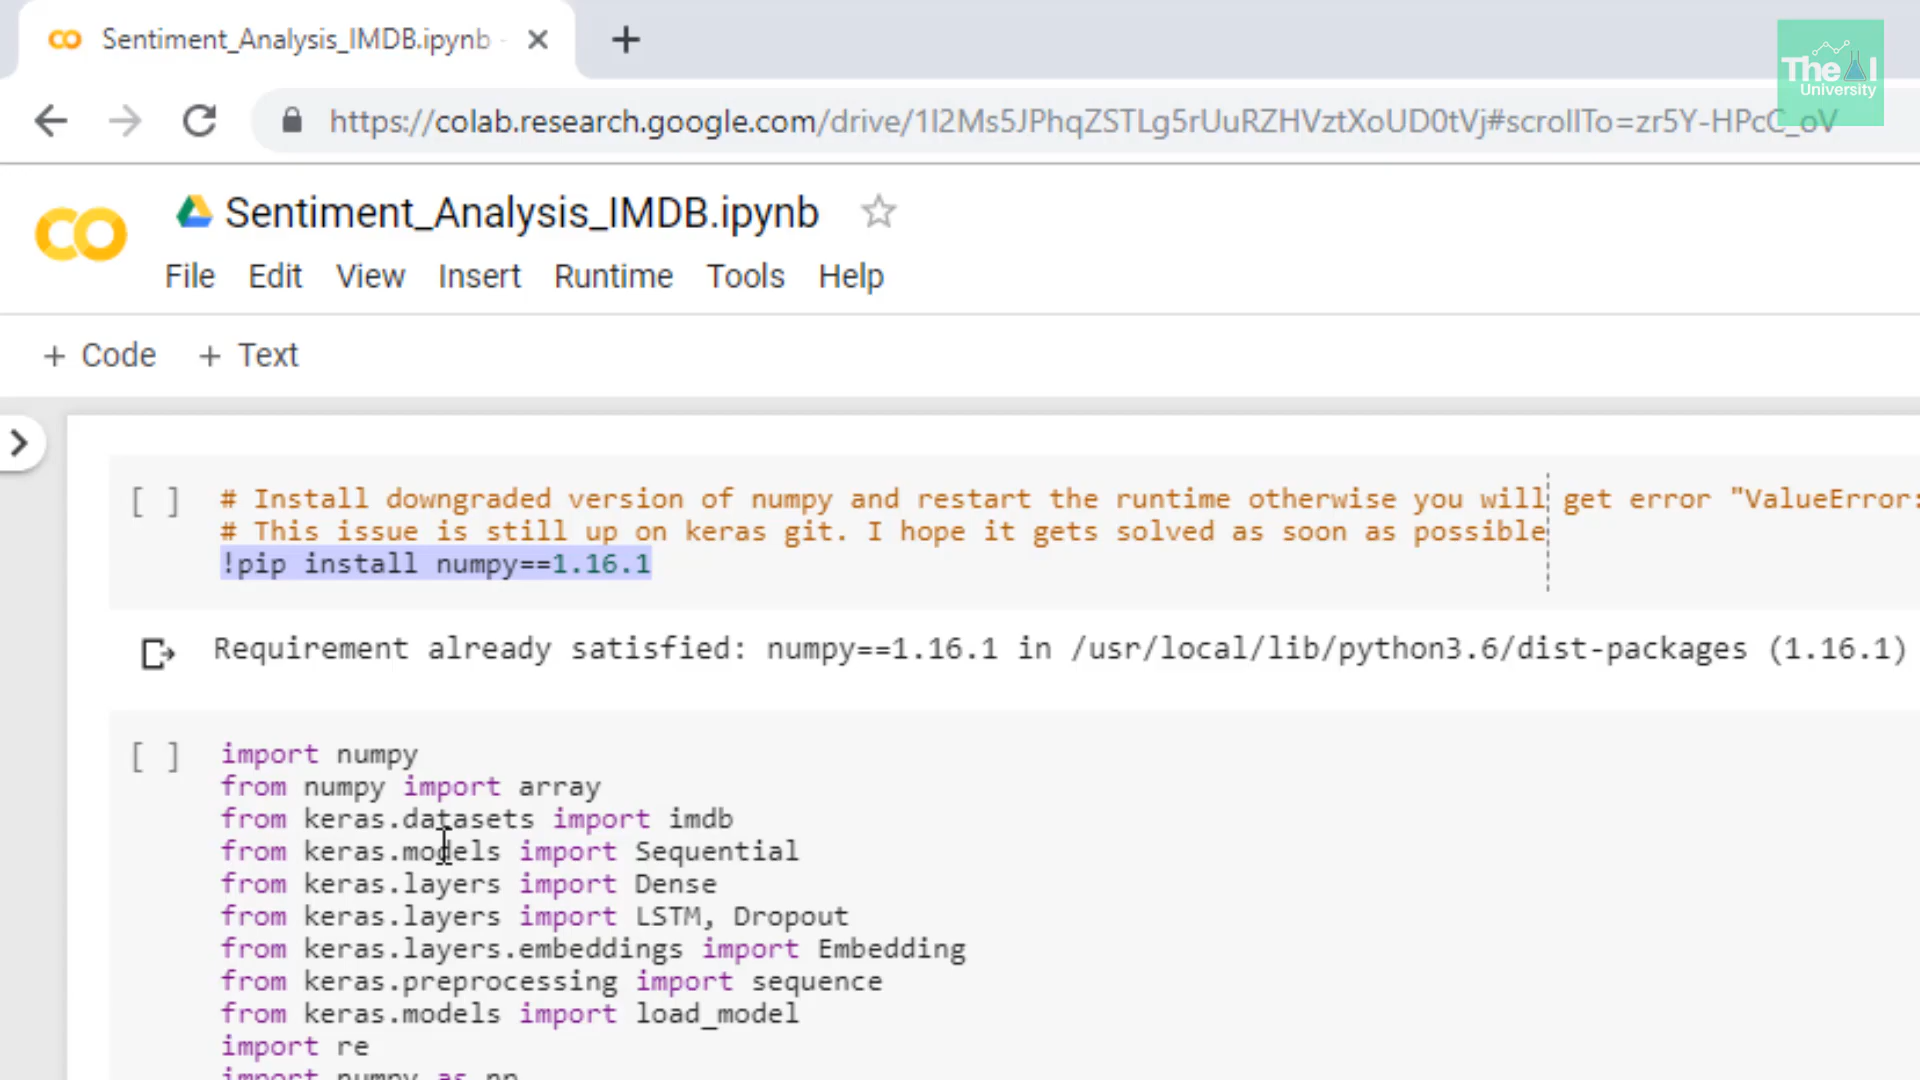 Sentiment_Analysis_IMDB.ipynb -
The AI
University
https://colab.research.google.com/drive/1I2Ms5JPhqZSTLg5rUuRZHVztXoUD0tVj#scrollTo=zr5Y-HPcC_oV
CO
Sentiment_Analysis_IMDB.ipynb
File Edit View Insert Runtime Tools Help
+ Code + Text
[ ] # Install downgraded version of numpy and restart the runtime otherwise you will get error "ValueError:
# This issue is still up on keras git. I hope it gets solved as soon as possible
!pip install numpy==1.16.1
Requirement already satisfied: numpy==1.16.1 in /usr/local/lib/python3.6/dist-packages (1.16.1)
[ ] import numpy
from numpy import array
from keras.datasets import imdb
from keras.models import Sequential
from keras.layers import Dense
from keras.layers import LSTM, Dropout
from keras.layers.embeddings import Embedding
from keras.preprocessing import sequence
from keras.models import load_model
import re
import numpy as np